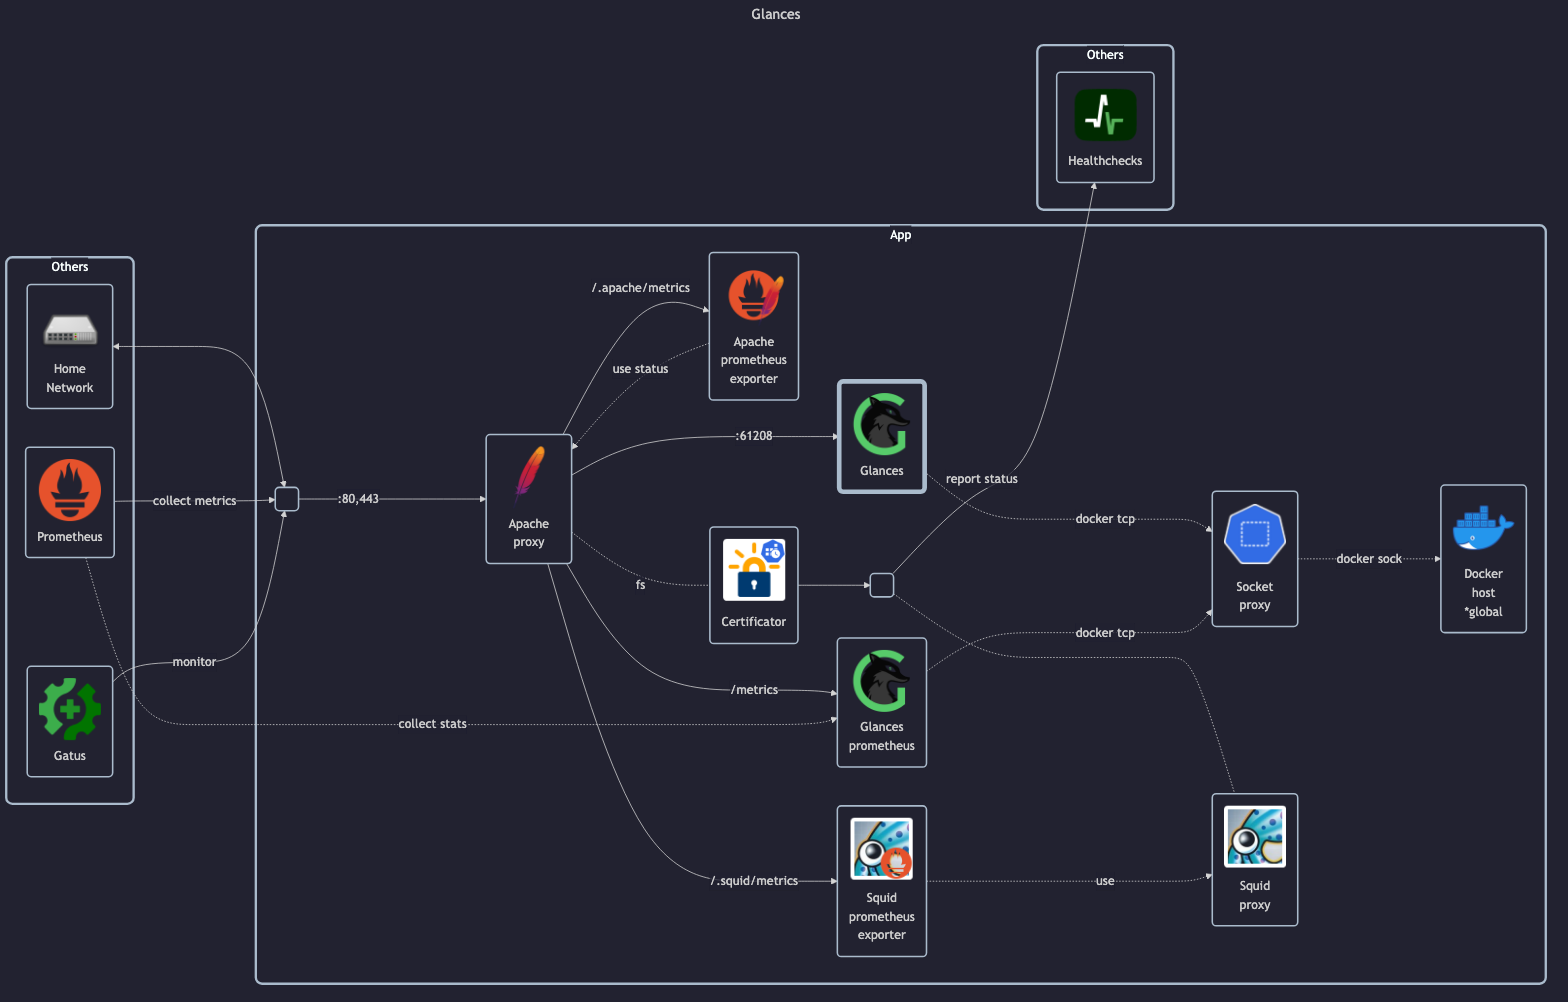 Glances
Others
Healthchecks
App
Others
Home
Network
Prometheus
Gatus
collect metrics
monitor
collect stats
:80,443
Apache
proxy
/.apache/metrics
use status
Apache
prometheus
exporter
:61208
Glances
report status
docker tcp
fs
Certificator
/metrics
Glances
prometheus
docker tcp
Socket
proxy
docker sock
Docker
host
*global
/.squid/metrics
Squid
prometheus
exporter
use
Squid
proxy